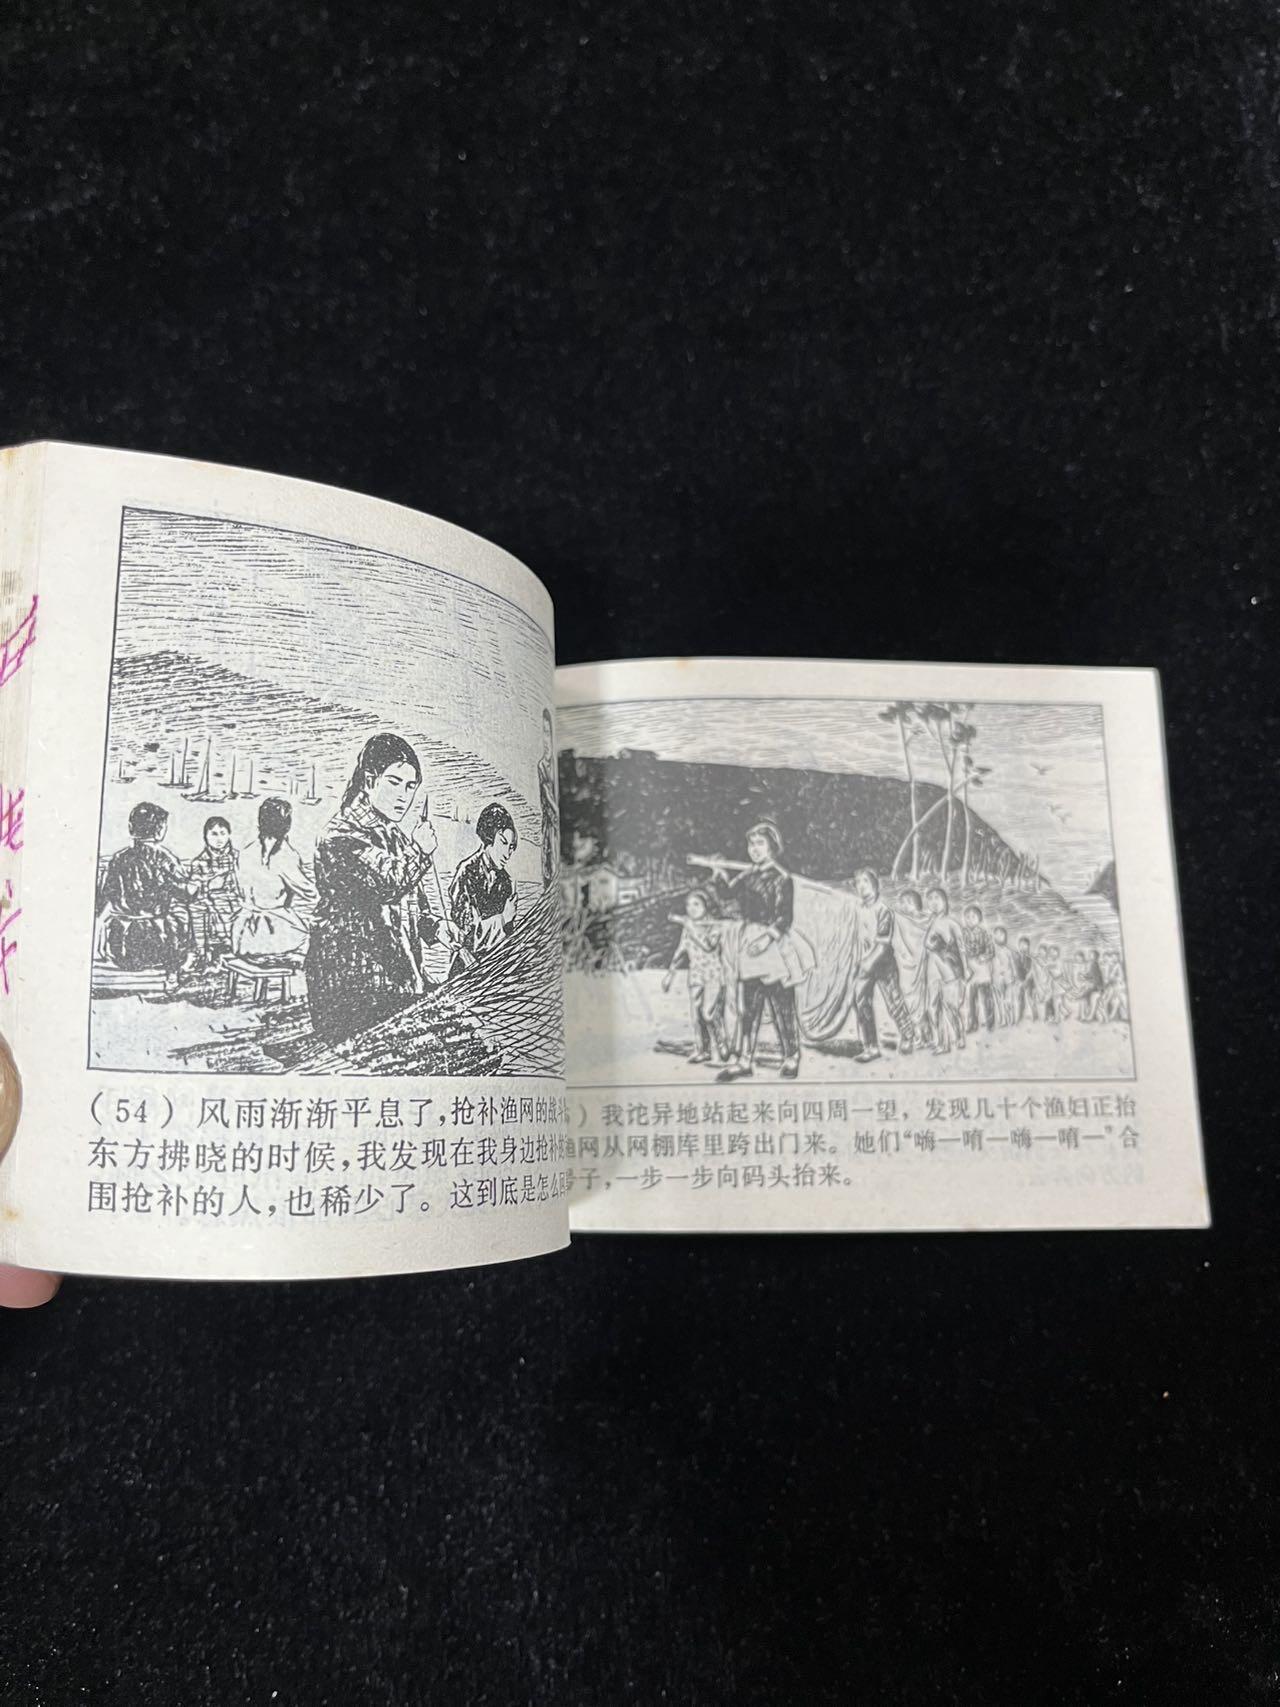 (54) 风雨渐渐平息了，抢补渔网的战斗
东方拂晓的时候，我发现在我身边抢补
围抢补的人，也稀少了。这到底是怎么回
) 我诧异地站起来向四周一望，发现几十个渔妇正抬
渔网从网棚库里跨出门来。她们“嗨—唷—嗨—唷—”合
子，一步一步向码头抬来。